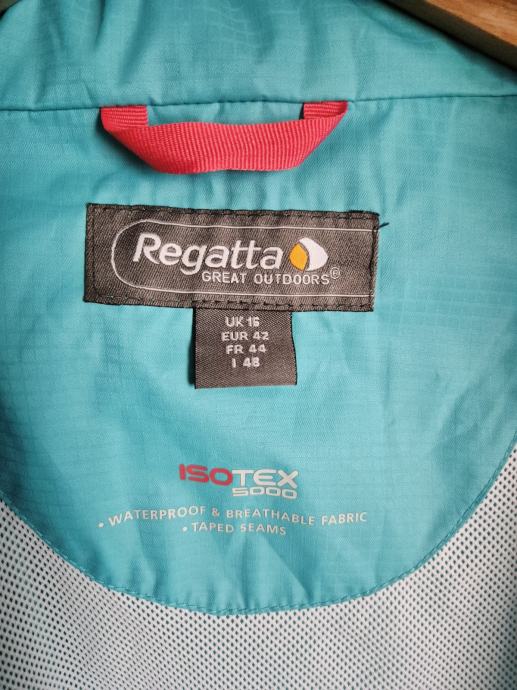 Regatta
GREAT OUTDOORS©
UK 16
EUR 42
FR 44
I 48
ISOTEX
5000
• WATERPROOF & BREATHABLE FABRIC
• TAPED SEAMS